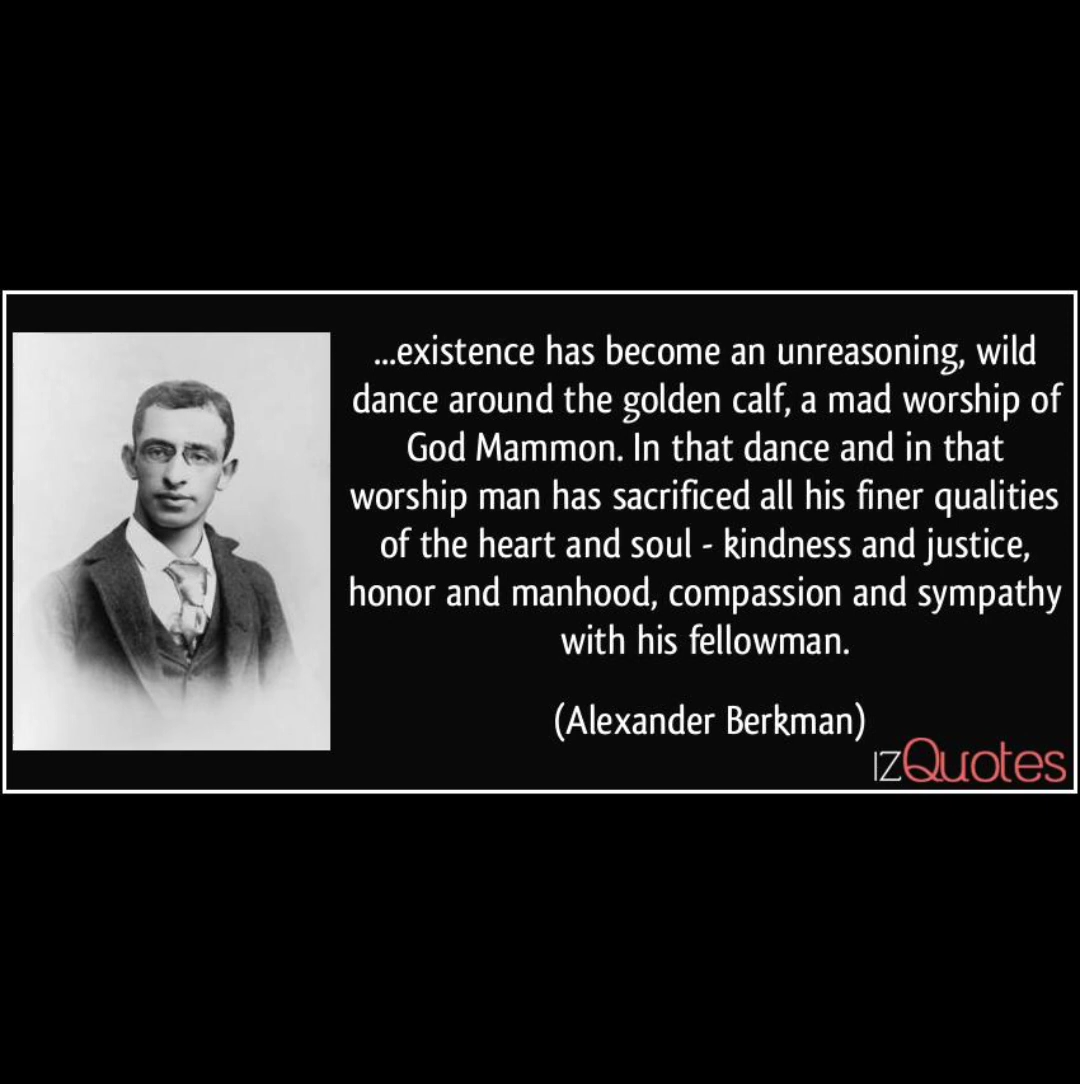 ...existence has become an unreasoning, wild
dance around the golden calf, a mad worship of
God Mammon. In that dance and in that
worship man has sacrificed all his finer qualities
of the heart and soul - kindness and justice,
honor and manhood, compassion and sympathy
with his fellowman.
(Alexander Berkman)
IZQuotes